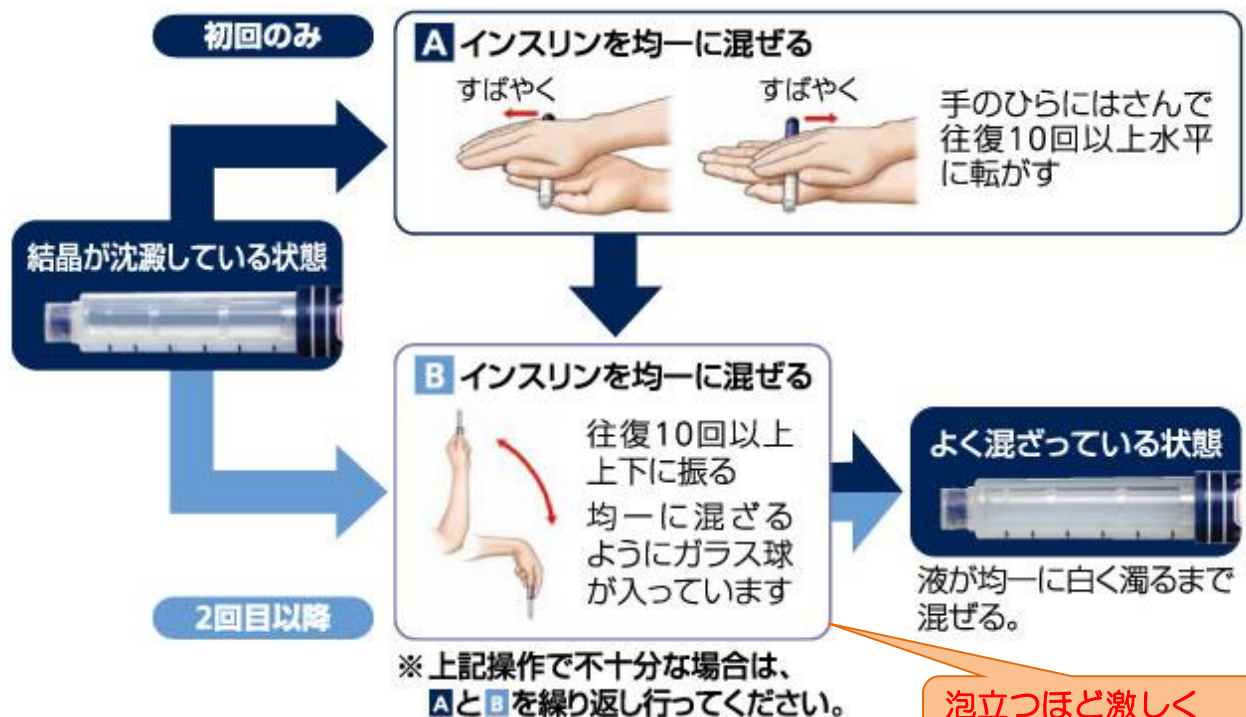 初回のみ
A インスリンを均一に混ぜる
すばやく
すばやく
手のひらにはさんで
往復10回以上水平
に転がす
結晶が沈澱している状態
B インスリンを均一に混ぜる
往復10回以上
上下に振る
均一に混ざる
ようにガラス球
が入っています
2回目以降
よく混ざっている状態
液が均一に白く濁るまで
混ぜる。
※上記操作で不十分な場合は、
AとBを繰り返し行ってください。
泡立つほど激しく